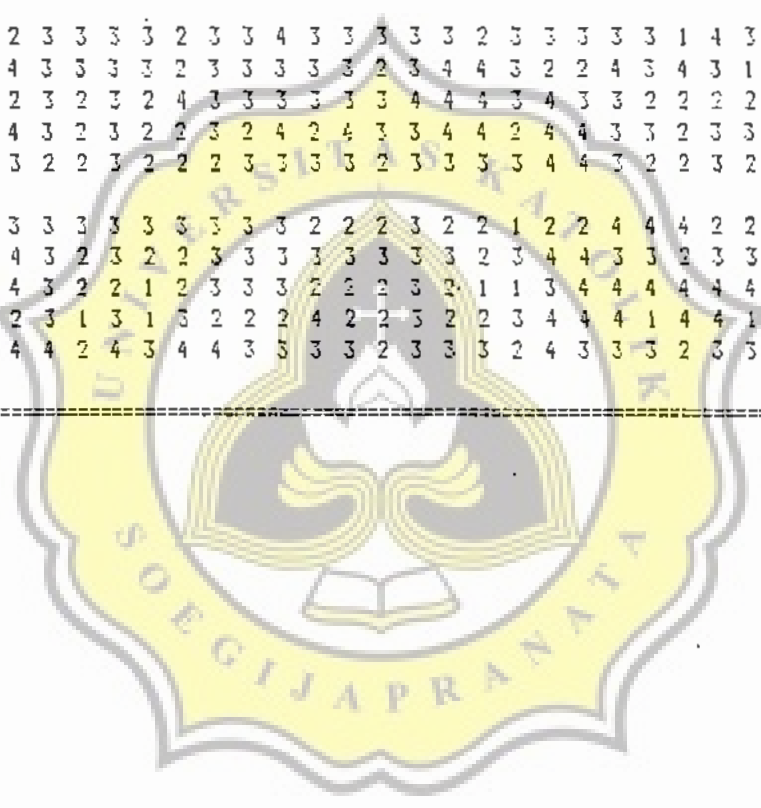 2 3 3 3 3 2 3 3 4 3 3 3 3 3 2 3 3 3 3 3 1 4 3
4 3 3 3 3 2 3 3 3 3 3 2 3 4 4 3 2 2 4 3 4 3 1
2 3 2 3 2 4 3 3 3 3 3 3 4 4 4 3 4 3 3 2 2 2 2
4 3 2 3 2 2 3 2 4 2 4 3 3 4 4 2 4 4 3 3 2 3 3
3 2 2 3 2 2 2 3 3 3 3 2 3 3 3 3 4 4 3 2 2 3 2
3 3 3 3 3 3 3 3 3 2 2 2 3 2 2 1 2 2 4 4 4 2 2
4 3 2 3 2 2 3 3 3 3 3 3 3 3 2 3 4 4 3 3 2 3 3
4 3 2 2 1 2 3 3 3 2 2 2 3 2 1 1 3 4 4 4 4 4 4
2 3 1 3 1 3 2 2 2 4 2 2 3 2 2 3 4 4 4 1 4 4 1
4 4 2 4 3 4 4 3 3 3 3 2 3 3 3 2 4 3 3 3 2 3 3
UNIVERSITAS KATOLIK
SOEGIJAPRANATA